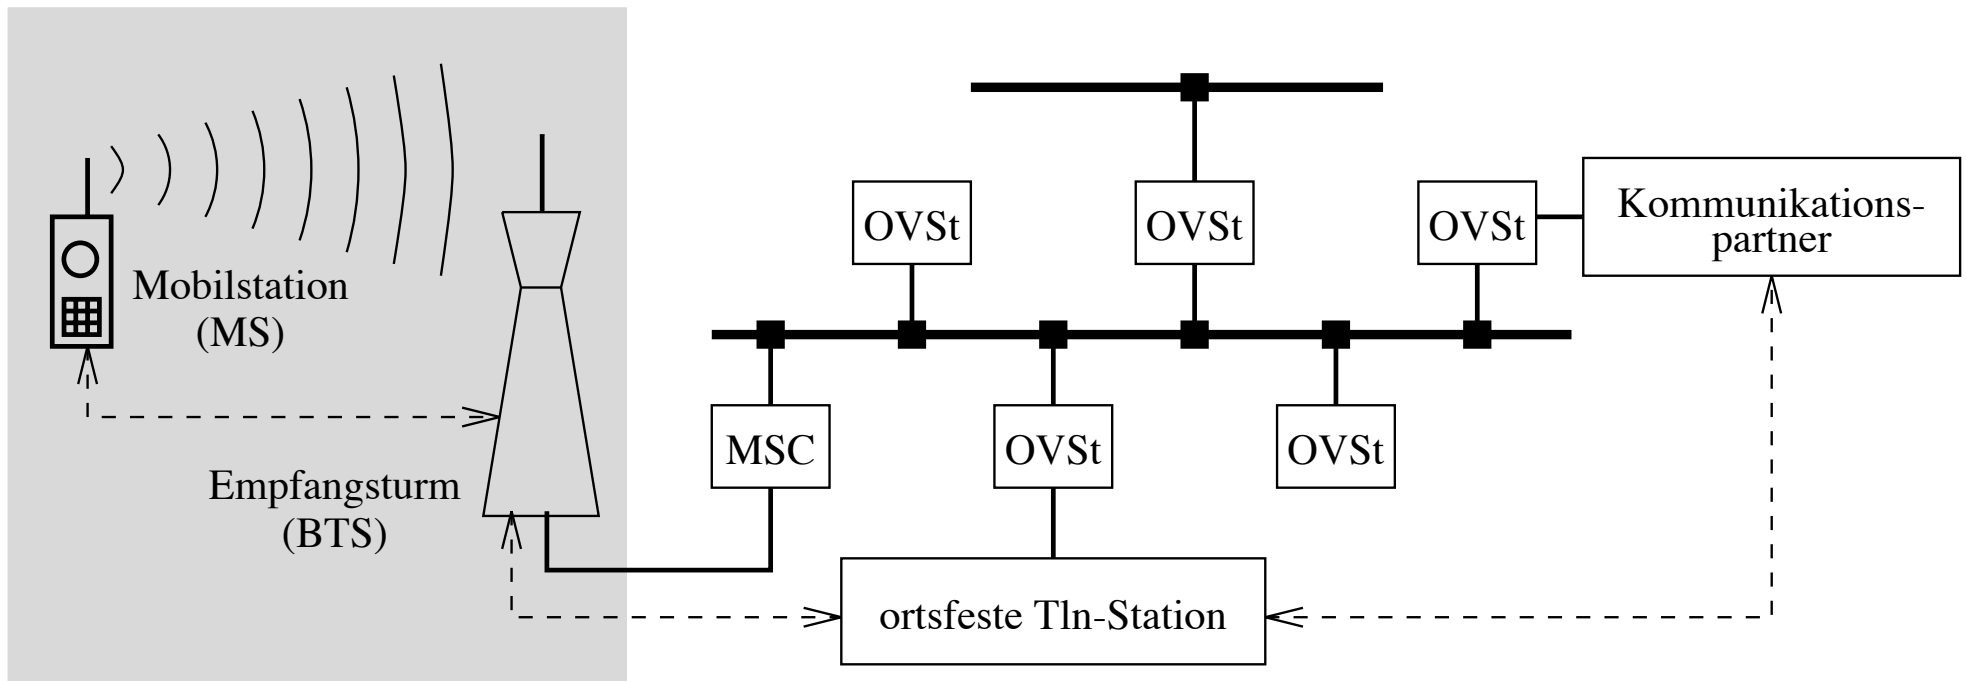 OVSt
OVSt
OVSt
Kommunikations-
partner
Mobilstation
(MS)
MSC
OVSt
OVSt
Empfangsturm
(BTS)
ortsfeste Tln-Station